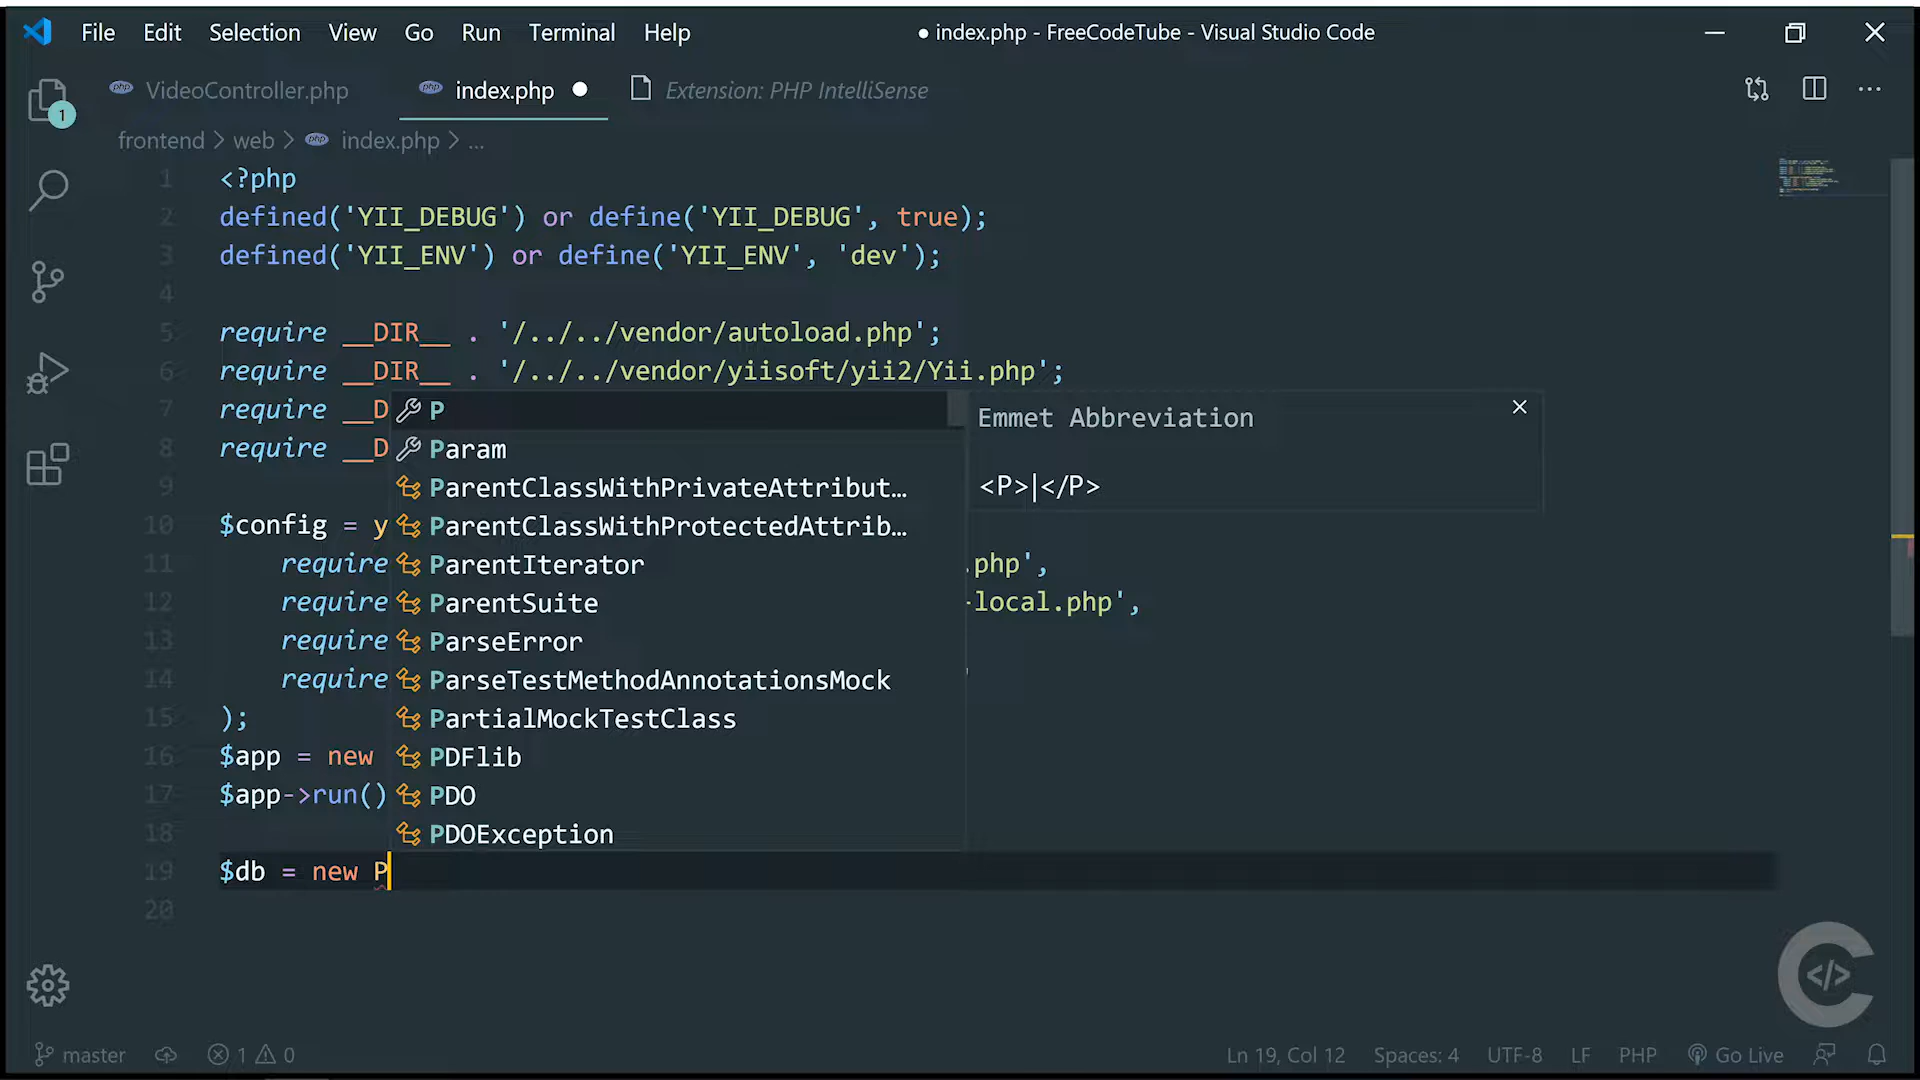 File Edit Selection View Go Run Terminal Help ● index.php - FreeCodeTube - Visual Studio Code
php VideoController.php php index.php ● Extension: PHP IntelliSense
1
frontend > web > php index.php > ...
1 <?php
2 defined('YII_DEBUG') or define('YII_DEBUG', true);
3 defined('YII_ENV') or define('YII_ENV', 'dev');
4
5 require __DIR__ . '/../../vendor/autoload.php';
6 require __DIR__ . '/../../vendor/yiisoft/yii2/Yii.php';
7 require __D
8 require __D
9
10 $config = y
11 require .php',
12 require -local.php',
13 require
14 require '
15 );
16 $app = new
17 $app->run()
18
19 $db = new P
20
P
Param
ParentClassWithPrivateAttribut…
ParentClassWithProtectedAttrib…
ParentIterator
ParentSuite
ParseError
ParseTestMethodAnnotationsMock
PartialMockTestClass
PDFlib
PDO
PDOException
Emmet Abbreviation
<P>|</P>
</>
master 1 0 Ln 19, Col 12 Spaces: 4 UTF-8 LF PHP Go Live